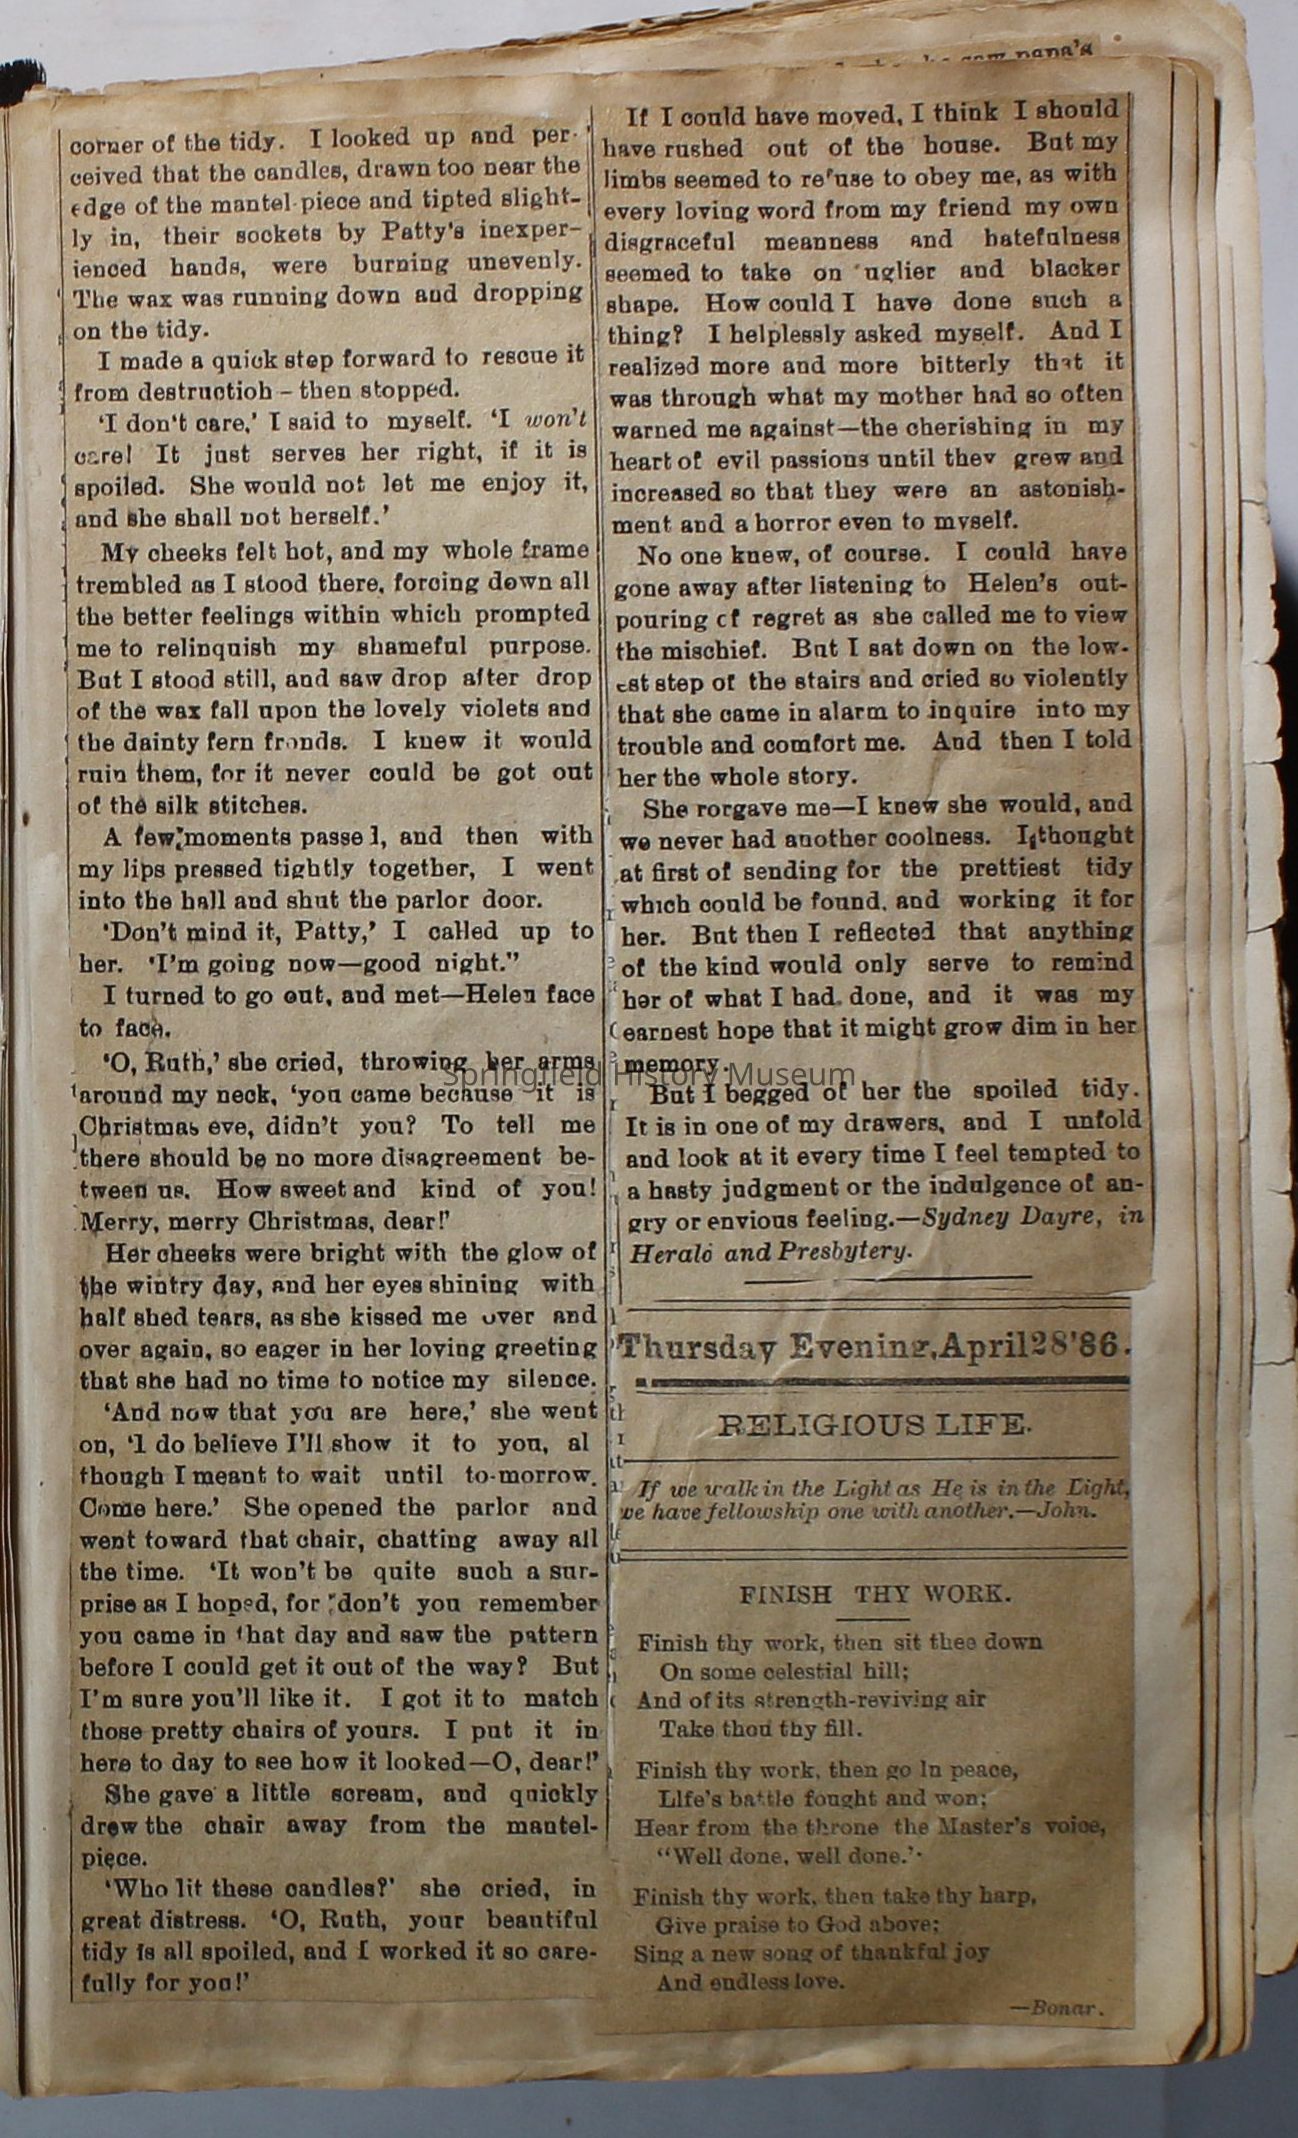 papa's
corner of the tidy. I looked up and per-
ceived that the candles, drawn too near the
edge of the mantel-piece and tipted slight-
ly in, their sockets by Patty's inexper-
ienced hands, were burning unevenly.
The wax was running down and dropping
on the tidy.
I made a quick step forward to rescue it
from destructioh – then stopped.
'I don't care,' I said to myself. 'I won't
care! It just serves her right, if it is
spoiled. She would not let me enjoy it,
and she shall not herself.'
My cheeks felt hot, and my whole frame
trembled as I stood there, forcing down all
the better feelings within which prompted
me to relinquish my shameful purpose.
But I stood still, and saw drop after drop
of the wax fall upon the lovely violets and
the dainty fern fronds. I knew it would
ruin them, for it never could be got out
of the silk stitches.
A few moments passel, and then with
my lips pressed tightly together, I went
into the hall and shut the parlor door.
'Don't mind it, Patty,' I called up to
her. 'I'm going now—good night."
I turned to go out, and met—Helen face
to face.
'O, Ruth,' she cried, throwing her arms
around my neck, 'you came because it is
Christmas eve, didn't you? To tell me
there should be no more disagreement be-
tween us. How sweet and kind of you!
Merry, merry Christmas, dear!'
Her cheeks were bright with the glow of
the wintry day, and her eyes shining with
half shed tears, as she kissed me over and
over again, so eager in her loving greeting
that she had no time to notice my silence.
'And now that you are here,' she went
on, '1 do believe I'll show it to you, al
though I meant to wait until to-morrow.
Come here.' She opened the parlor and
went toward that chair, chatting away all
the time. 'It won't be quite such a sur-
prise as I hoped, for don't you remember
you came in that day and saw the pattern
before I could get it out of the way? But
I'm sure you'll like it. I got it to match
those pretty chairs of yours. I put it in
here to day to see how it looked—O, dear!'
She gave a little scream, and quickly
drew the chair away from the mantel-
piece.
'Who lit these candles?' she cried, in
great distress. 'O, Ruth, your beautiful
tidy is all spoiled, and I worked it so care-
fully for you!'
If I could have moved, I think I should
have rushed out of the house. But my
limbs seemed to refuse to obey me, as with
every loving word from my friend my own
disgraceful meanness and hatefulness
seemed to take on uglier and blacker
shape. How could I have done such a
thing? I helplessly asked myself. And I
realized more and more bitterly that it
was through what my mother had so often
warned me against—the cherishing in my
heart of evil passions until they grew and
increased so that they were an astonish-
ment and a horror even to myself.
No one knew, of course. I could have
gone away after listening to Helen's out-
pouring of regret as she called me to view
the mischief. But I sat down on the low-
est step of the stairs and cried so violently
that she came in alarm to inquire into my
trouble and comfort me. And then I told
her the whole story.
She rorgave me—I knew she would, and
we never had another coolness. I thought
at first of sending for the prettiest tidy
which could be found, and working it for
her. But then I reflected that anything
of the kind would only serve to remind
her of what I had done, and it was my
earnest hope that it might grow dim in her
memory.
But I begged of her the spoiled tidy.
It is in one of my drawers, and I unfold
and look at it every time I feel tempted to
a hasty judgment or the indulgence of an-
gry or envious feeling.—Sydney Dayre, in
Herald and Presbytery.
Thursday Evening, April 28 '86.
RELIGIOUS LIFE.
If we walk in the Light as He is in the Light,
we have fellowship one with another.—John.
FINISH THY WORK.
Finish thy work, then sit thee down
On some celestial hill;
And of its strength-reviving air
Take thou thy fill.
Finish thy work, then go In peace,
LIfe's battle fought and won;
Hear from the throne the Master's voice,
"Well done, well done."
Finish thy work, then take thy harp,
Give praise to God above;
Sing a new song of thankful joy
And endless love.
—Bonar.
Springfield History Museum